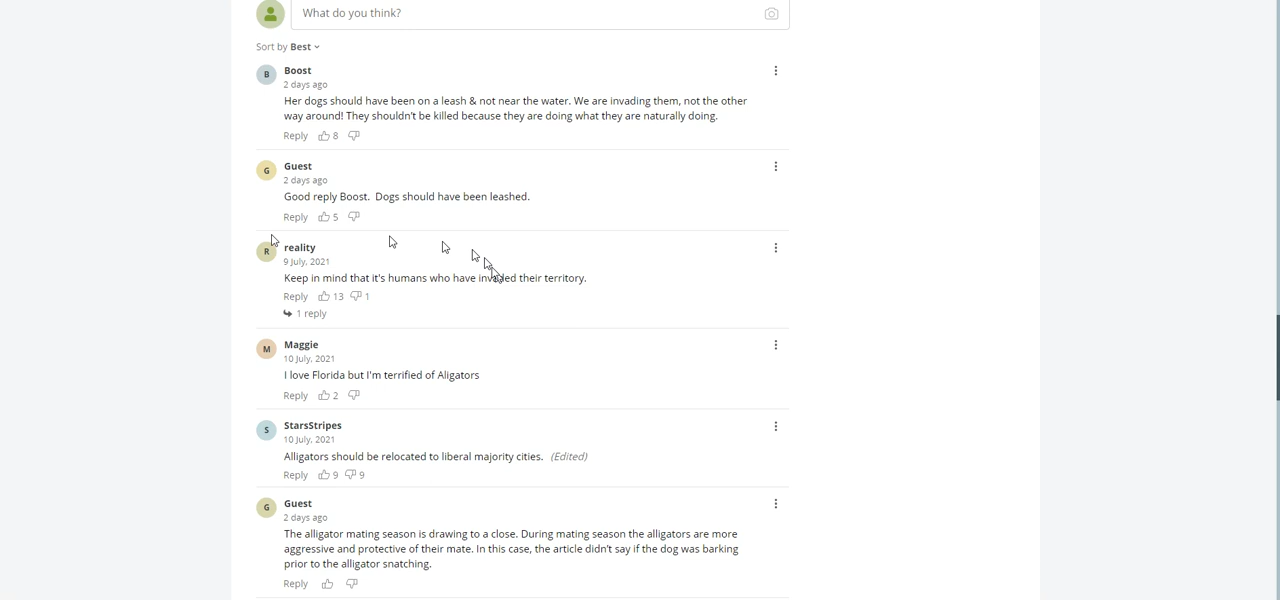 What do you think?
Sort by Best
B
Boost
2 days ago
Her dogs should have been on a leash & not near the water. We are invading them, not the other
way around! They shouldn't be killed because they are doing what they are naturally doing.
Reply 8
G
Guest
2 days ago
Good reply Boost.  Dogs should have been leashed.
Reply 5
R
reality
9 July, 2021
Keep in mind that it's humans who have invaded their territory.
Reply 13 1
1 reply
M
Maggie
10 July, 2021
I love Florida but I'm terrified of Aligators
Reply 2
S
StarsStripes
10 July, 2021
Alligators should be relocated to liberal majority cities. (Edited)
Reply 9 9
G
Guest
2 days ago
The alligator mating season is drawing to a close. During mating season the alligators are more
aggressive and protective of their mate. In this case, the article didn't say if the dog was barking
prior to the alligator snatching.
Reply